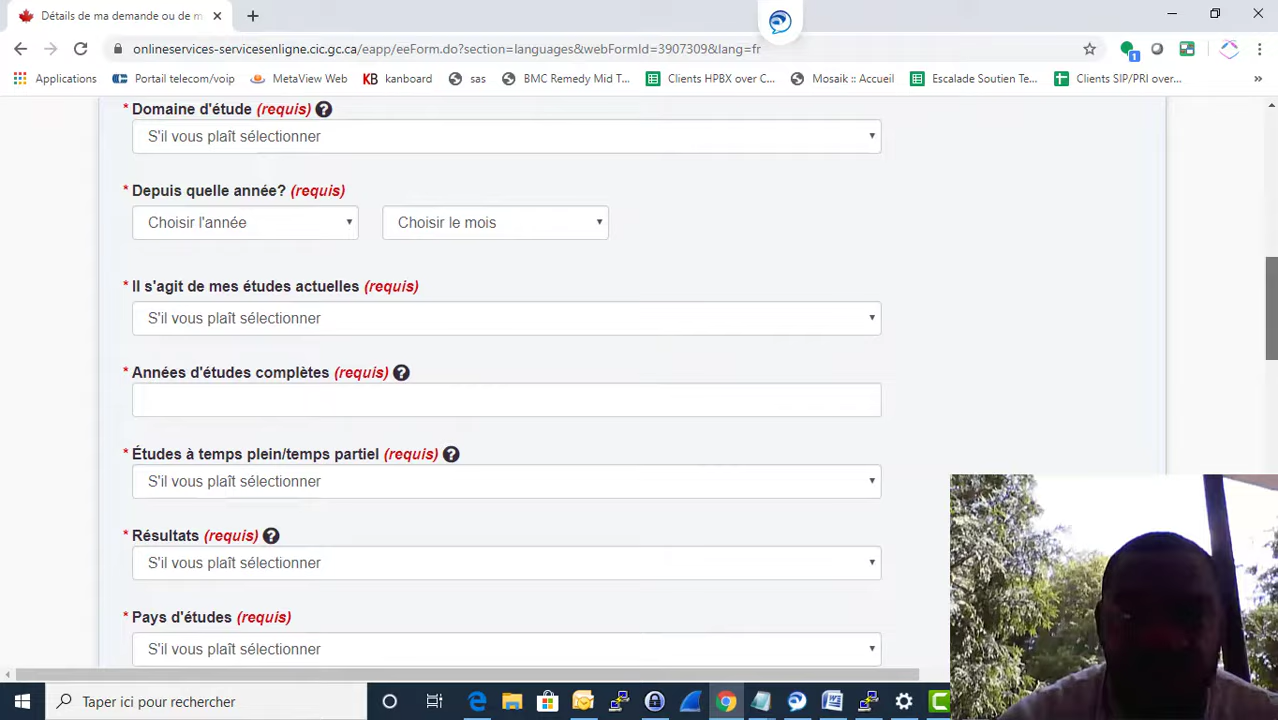 Détails de ma demande ou de m
onlineservices-servicesenligne.cic.gc.ca/eapp/eeForm.do?section=languages&webFormId=3907309&lang=fr
1
Applications Portail telecom/voip MetaView Web KB kanboard sas BMC Remedy Mid T... Clients HPBX over C... Mosaik :: Accueil Escalade Soutien Te... Clients SIP/PRI over... »
* Domaine d'étude (requis) ?
S'il vous plaît sélectionner
* Depuis quelle année? (requis)
Choisir l'année Choisir le mois
* Il s'agit de mes études actuelles (requis)
S'il vous plaît sélectionner
* Années d'études complètes (requis) ?
* Études à temps plein/temps partiel (requis) ?
S'il vous plaît sélectionner
* Résultats (requis) ?
S'il vous plaît sélectionner
* Pays d'études (requis)
S'il vous plaît sélectionner
Taper ici pour rechercher